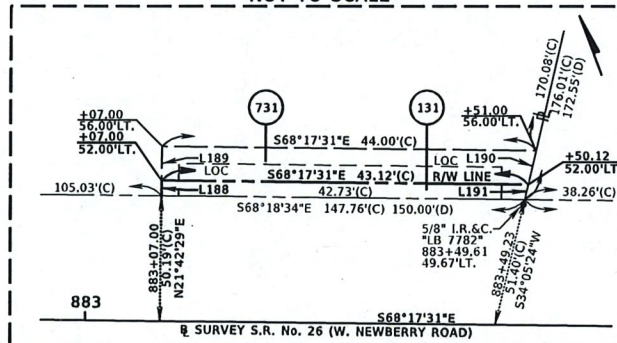 NOT TO SCALE
170.08'(C)
176.01'(C)
172.55'(D)
731
131
+07.00
56.00'LT.
+07.00
52.00'LT.
+51.00
56.00'LT.
S68°17'31"E 44.00'(C)
L189
LOC
LOC
L190
S68°17'31"E 43.12'(C)
R/W LINE
+50.12
52.00'LT.
105.03'(C)
L188
42.73'(C)
L191
38.26'(C)
S68°18'34"E 147.76'(C) 150.00'(D)
5/8" I.R.&C.
"LB 7782"
883+49.61
49.67'LT.
883+07.00
50.19'(C)
N21°42'29"E
883+49.23
51.40'(C)
S34°05'24"W
883
S68°17'31"E
SURVEY S.R. No. 26 (W. NEWBERRY ROAD)